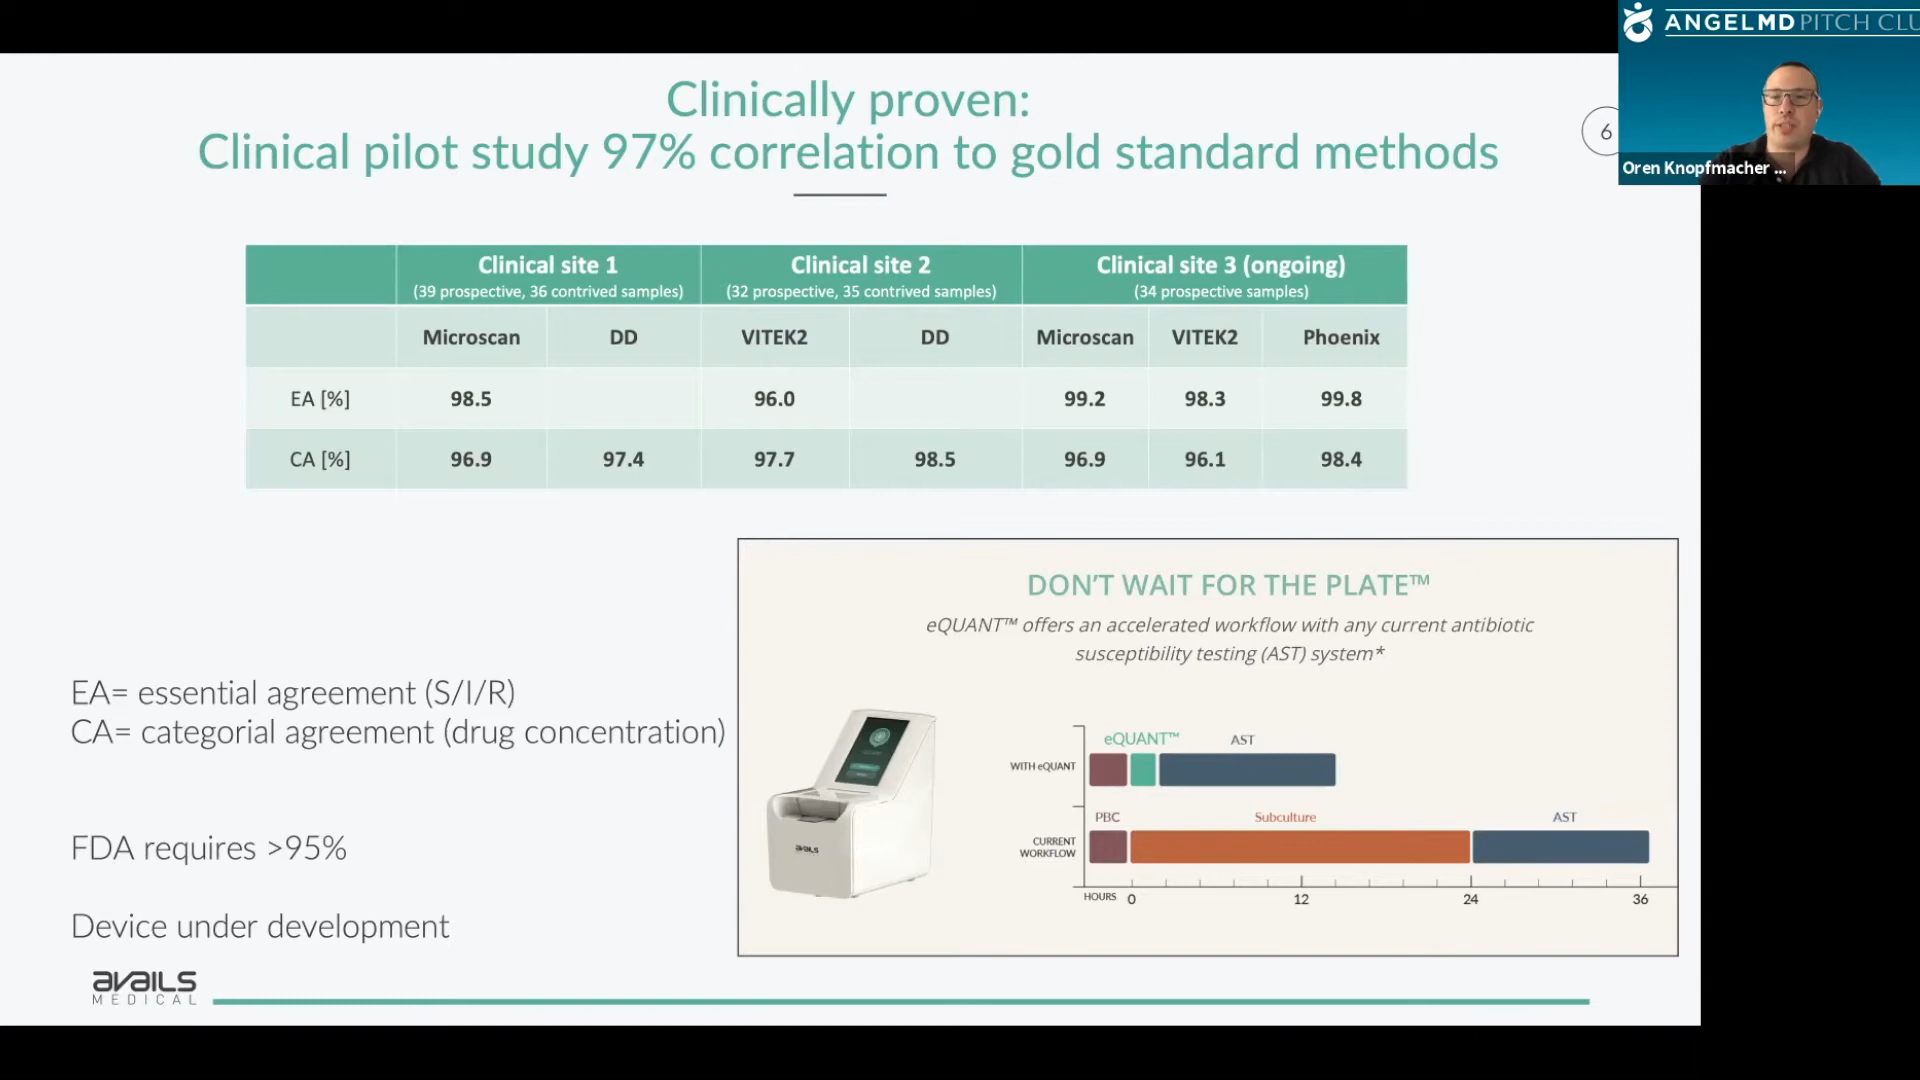 ANGELMD PITCH CLU
Oren Knopfmacher ...
6
Clinically proven:
Clinical pilot study 97% correlation to gold standard methods
Clinical site 1 Clinical site 2 Clinical site 3 (ongoing)
(39 prospective, 36 contrived samples) (32 prospective, 35 contrived samples) (34 prospective samples)
Microscan DD VITEK2 DD Microscan VITEK2 Phoenix
EA [%] 98.5 96.0 99.2 98.3 99.8
CA [%] 96.9 97.4 97.7 98.5 96.9 96.1 98.4
EA= essential agreement (S/I/R)
CA= categorial agreement (drug concentration)
FDA requires >95%
Device under development
DON'T WAIT FOR THE PLATE™
eQUANT™ offers an accelerated workflow with any current antibiotic
susceptibility testing (AST) system*
avails
eQUANT™ AST
WITH eQUANT
PBC Subculture AST
CURRENT
WORKFLOW
HOURS 0 12 24 36
avails
MEDICAL